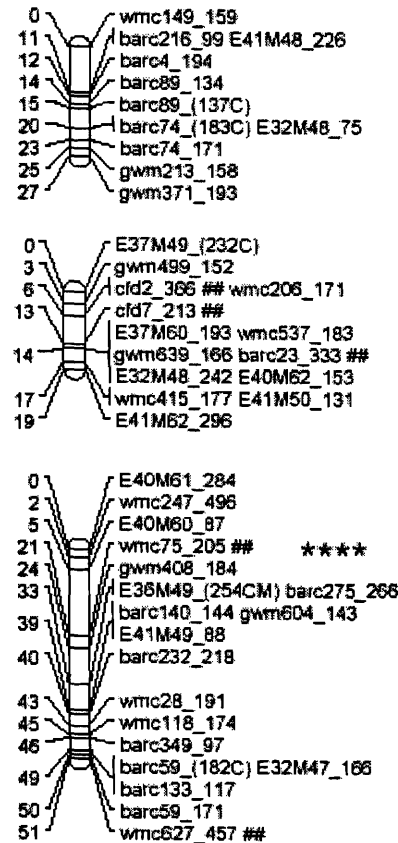 0 wmc149_159
11 barc216_99 E41M48_226
12 barc4_194
14 barc89_134
15 barc89_(137C)
20 barc74_(183C) E32M48_75
23 barc74_171
25 gwm213_158
27 gwm371_193
0 E37M49_(232C)
3 gwm499_152
6 cfd2_366 ## wmc206_171
13 cfd7_213 ##
E37M60_193 wmc537_183
14 gwm639_166 barc23_333 ##
E32M48_242 E40M62_153
17 wmc415_177 E41M50_131
19 E41M62_296
0 E40M61_284
2 wmc247_496
5 E40M60_87
21 wmc75_205 ## ****
24 gwm408_184
33 E36M49_(254CM) barc275_266
39 barc140_144 gwm604_143
E41M49_88
40 barc232_218
43 wmc28_191
45 wmc118_174
46 barc349_97
49 barc59_(182C) E32M47_166
barc133_117
50 barc59_171
51 wmc627_457 ##